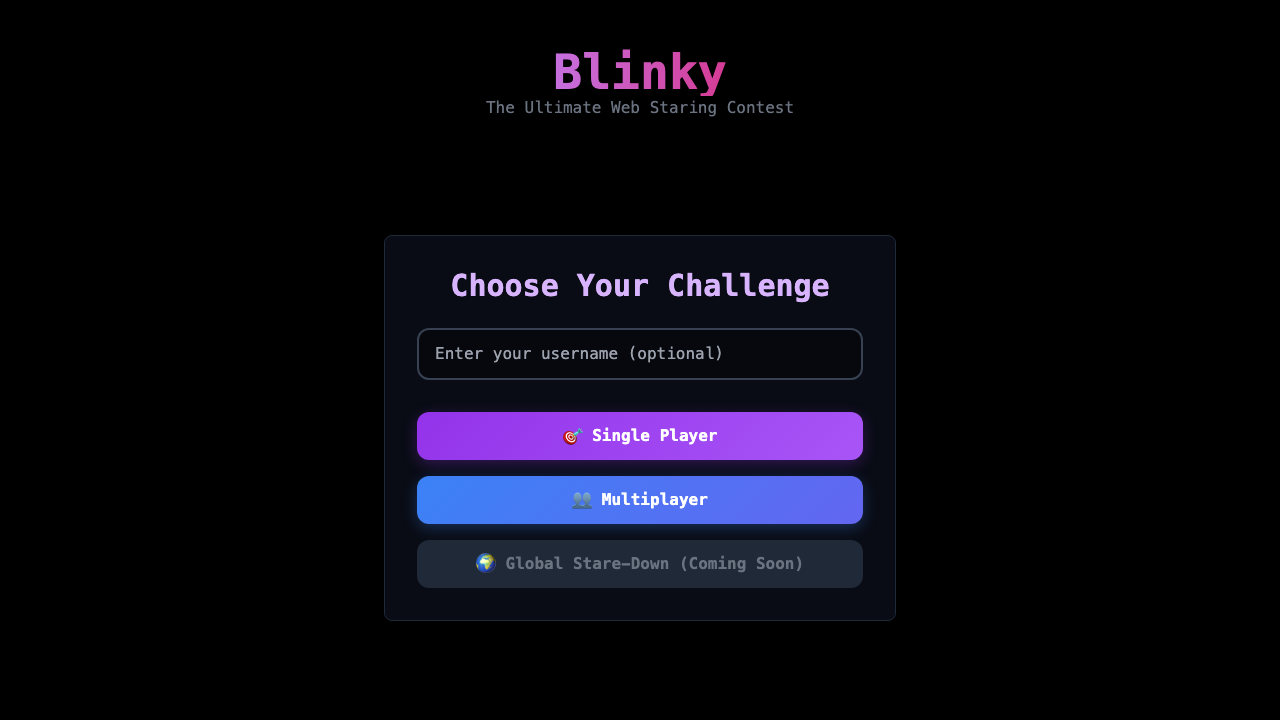 Blinky
The Ultimate Web Staring Contest
Choose Your Challenge
Enter your username (optional)
🎯 Single Player
👥 Multiplayer
🌍 Global Stare-Down (Coming Soon)